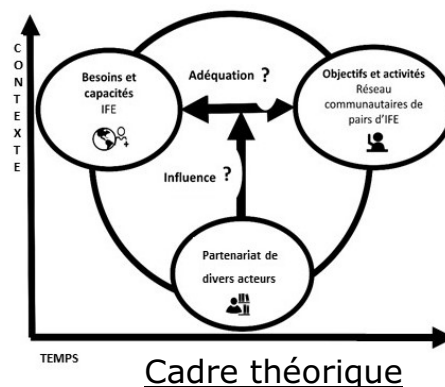 CONTEXTE
Besoins et
capacités
IFE
Adéquation ?
Objectifs et activités
Réseau
communautaires de
pairs d'IFE
Influence ?
Partenariat de
divers acteurs
TEMPS
Cadre théorique